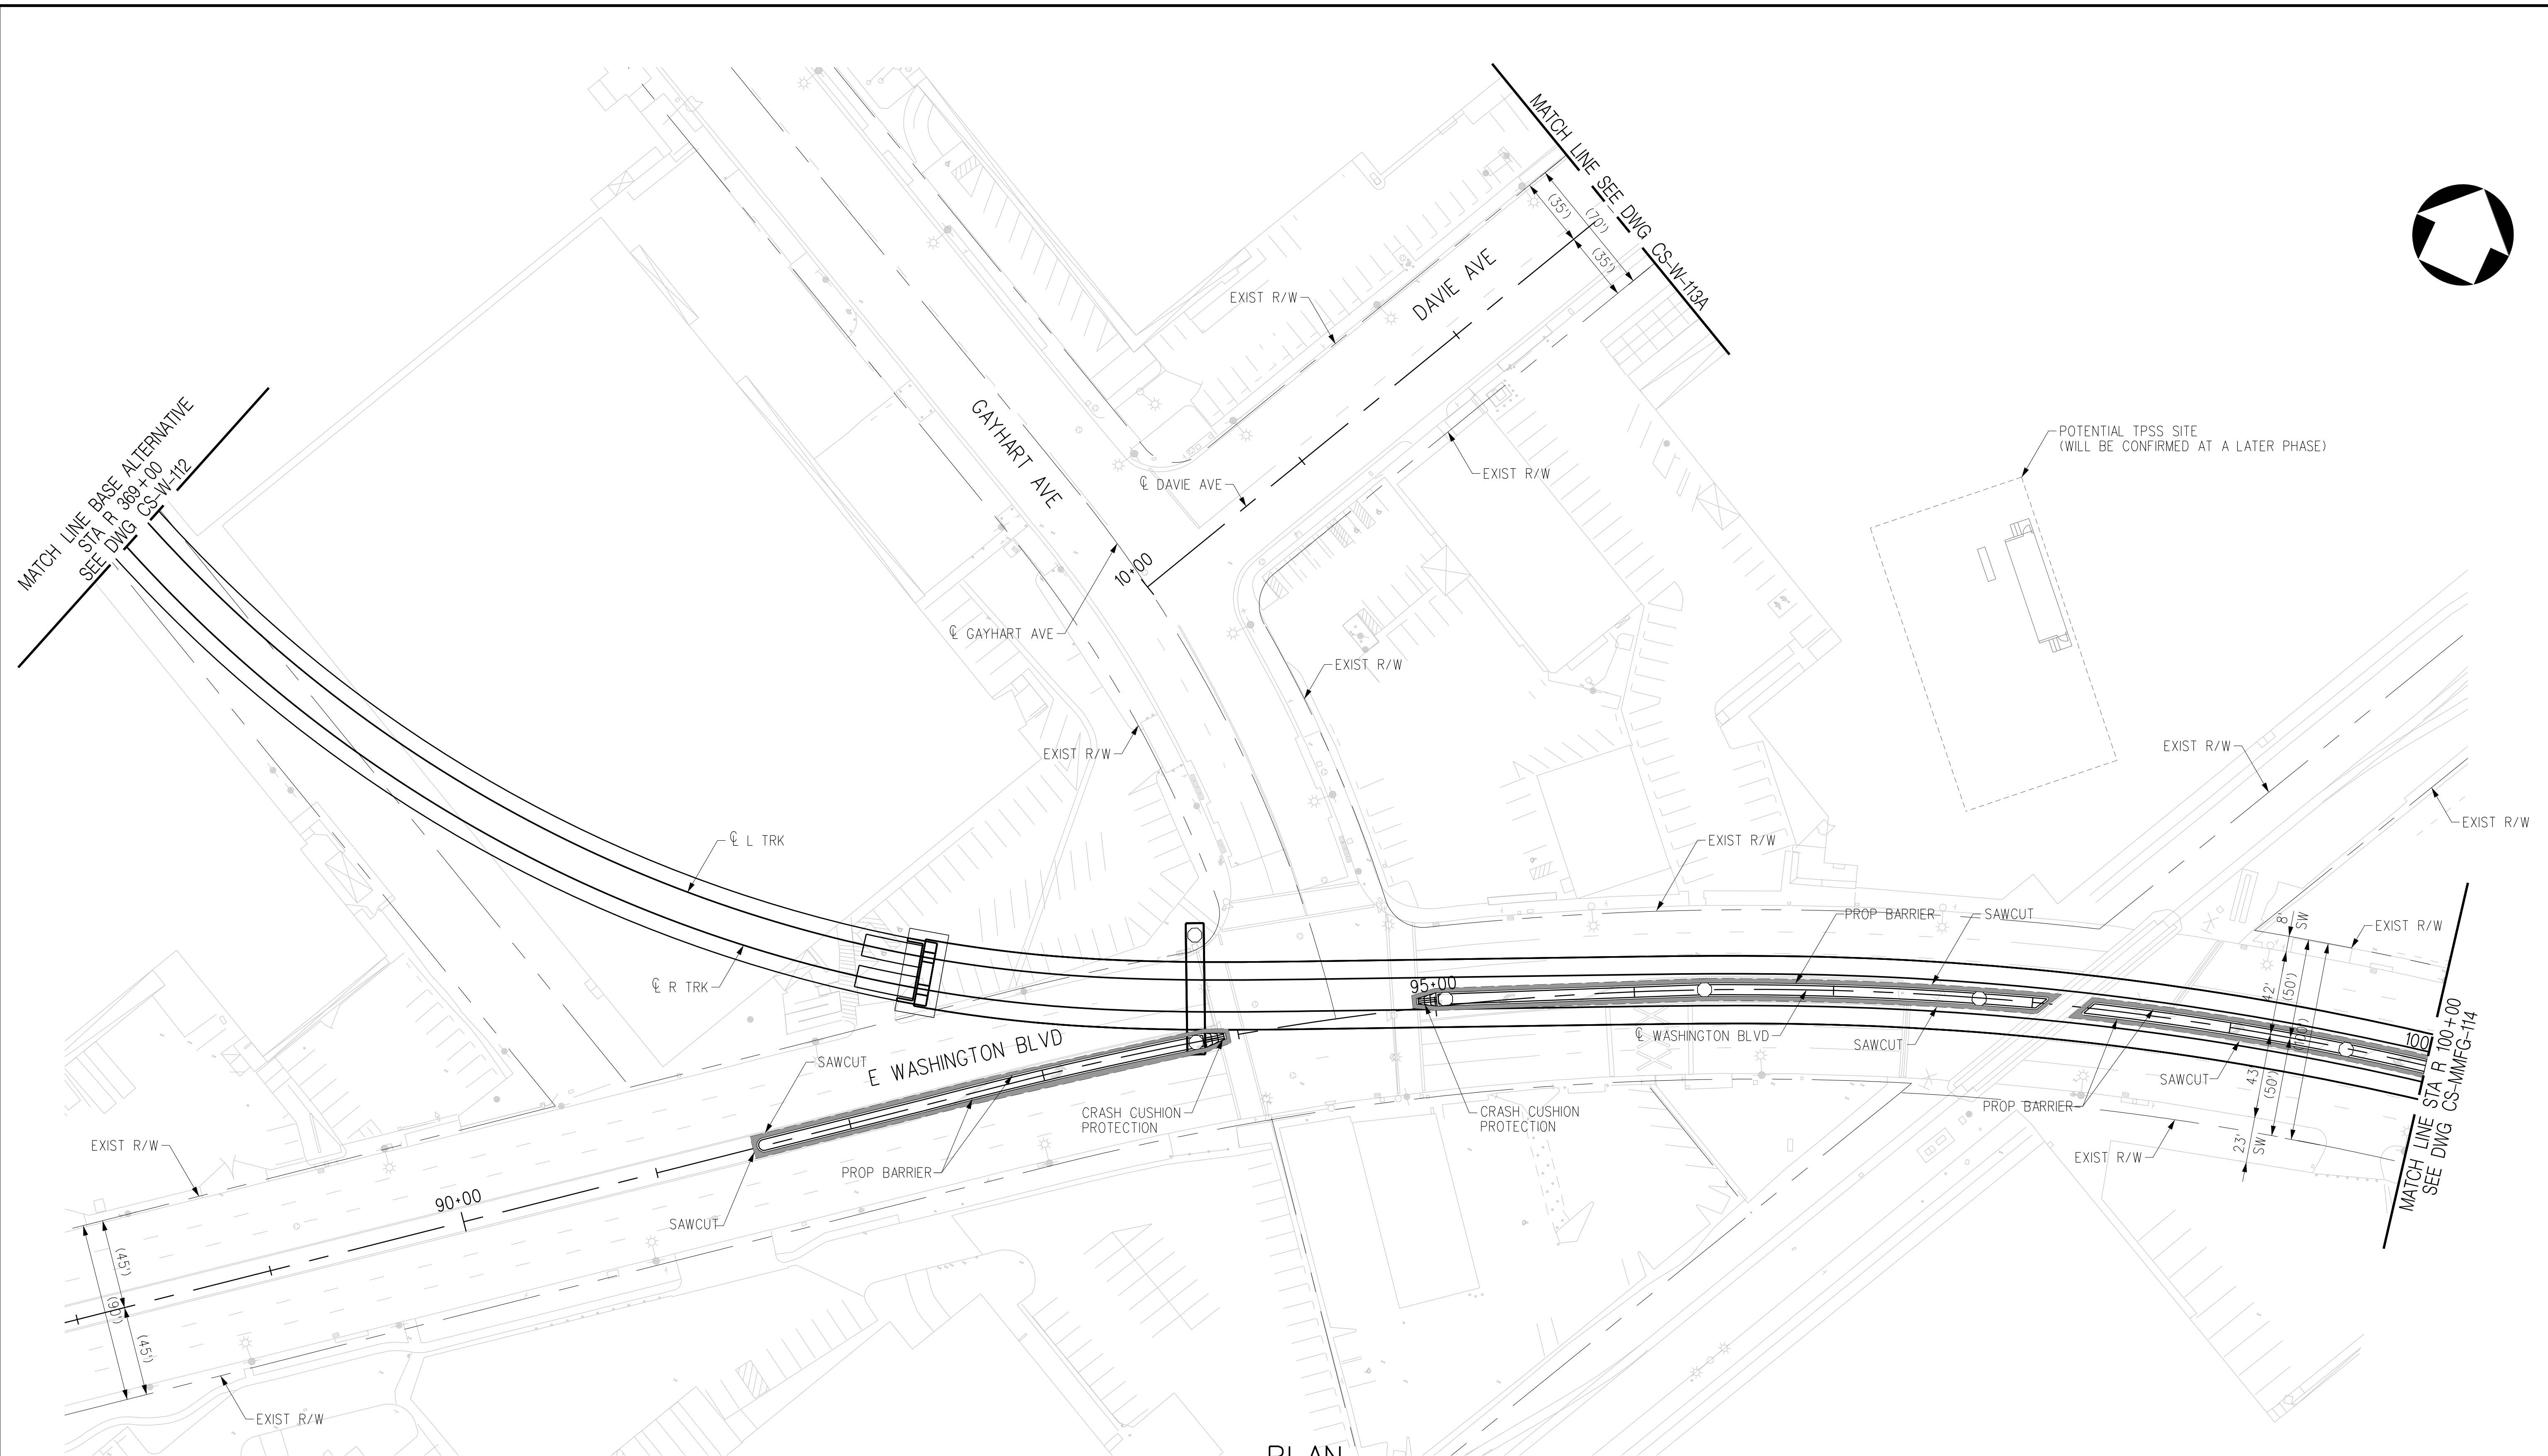 MATCH LINE SEE DWG CS-W-113A
(35')
(70')
(35')
DAVIE AVE
EXIST R/W
GAYHART AVE
EXIST R/W
℄ DAVIE AVE
POTENTIAL TPSS SITE
(WILL BE CONFIRMED AT A LATER PHASE)
MATCH LINE BASE ALTERNATIVE
STA R 369+00
SEE DWG CS-W-112
10+00
℄ GAYHART AVE
EXIST R/W
EXIST R/W
EXIST R/W
EXIST R/W
℄ L TRK
EXIST R/W
PROP BARRIER
SAWCUT
8'
SW
EXIST R/W
℄ R TRK
95+00
42'
(50')
℄ WASHINGTON BLVD
SAWCUT
E WASHINGTON BLVD
SAWCUT
100
MATCH LINE STA R 100+00
SEE DWG CS-MMFG-114
SAWCUT
43'
(50')
PROP BARRIER
CRASH CUSHION
PROTECTION
CRASH CUSHION
PROTECTION
EXIST R/W
PROP BARRIER
23'
SW
EXIST R/W
90+00
SAWCUT
(45')
(90')
(45')
EXIST R/W
PLAN